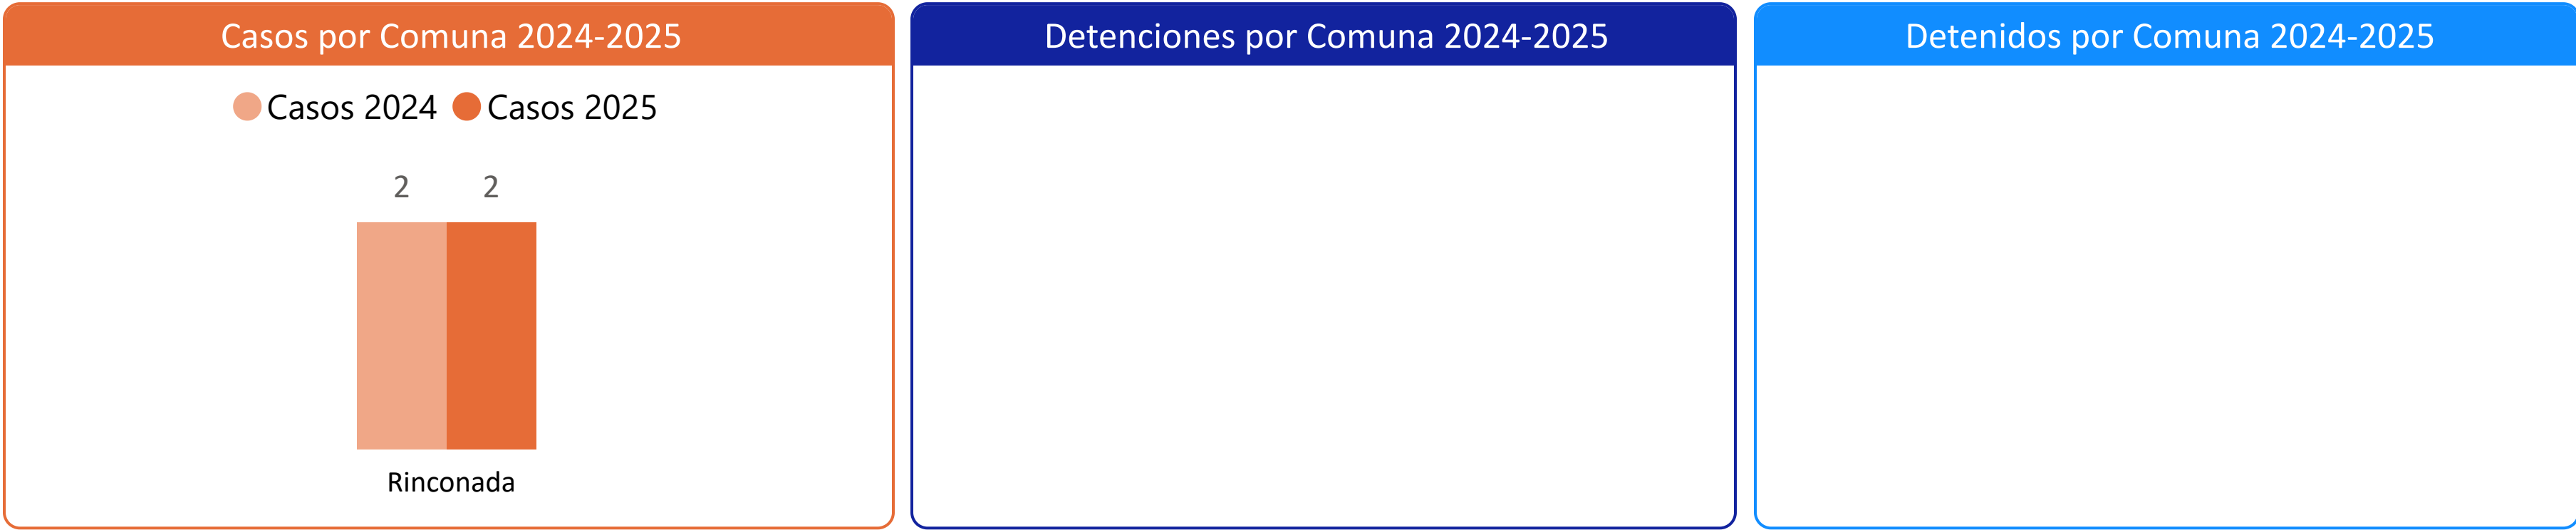 Casos por Comuna 2024-2025
Casos 2024 Casos 2025
2 2
Rinconada
Detenciones por Comuna 2024-2025
Detenidos por Comuna 2024-2025